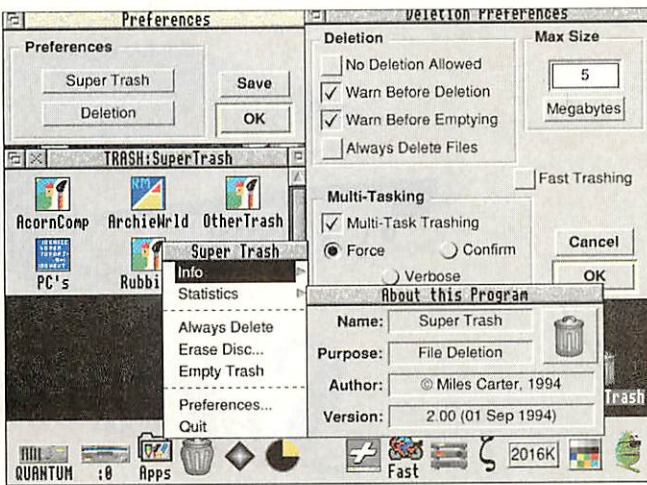 Preferences
Preferences
Super Trash
Deletion
Save
OK
Deletion Preferences
Deletion
No Deletion Allowed
Warn Before Deletion
Warn Before Emptying
Always Delete Files
Max Size
5
Megabytes
Fast Trashing
Multi-Tasking
Multi-Task Trashing
Force
Confirm
Verbose
Cancel
OK
TRASH:SuperTrash
AcornComp
ArchieWrld
OtherTrash
PC's
Rubbi
Super Trash
Info
Statistics
Always Delete
Erase Disc...
Empty Trash
Preferences...
Quit
About this Program
Name: Super Trash
Purpose: File Deletion
Author: © Miles Carter, 1994
Version: 2.00 (01 Sep 1994)
Trash
QUANTUM
:0
Apps
Fast
2016K